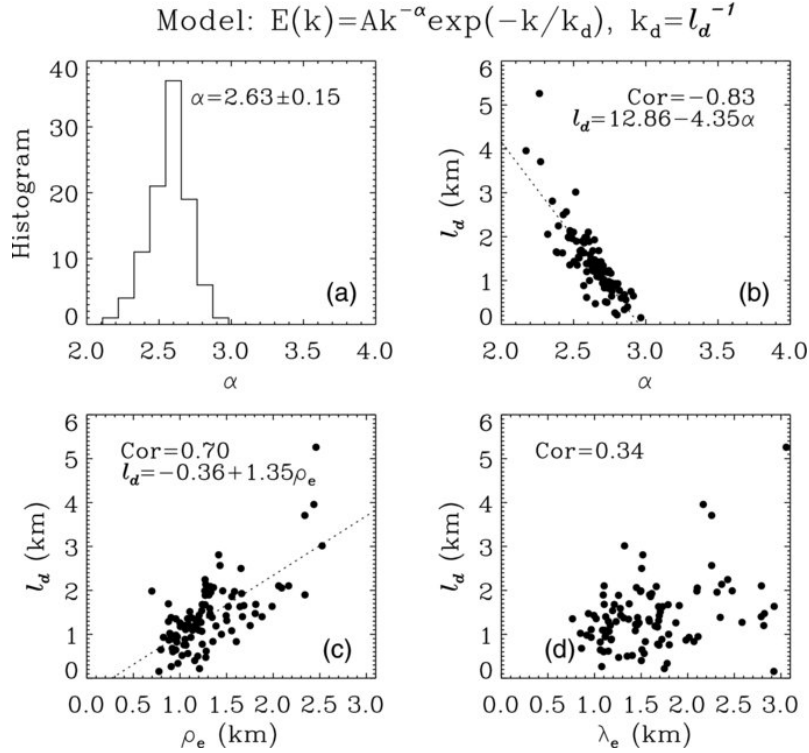 Model: E(k)=Ak^{-α}exp(-k/k_d), k_d=l_d^{-1}
40
30
20
10
0
Histogram
α=2.63±0.15
(a)
2.0 2.5 3.0 3.5 4.0
α
6
5
4
3
2
1
0
l_d (km)
Cor=−0.83
l_d=12.86−4.35α
(b)
2.0 2.5 3.0 3.5 4.0
α
6
5
4
3
2
1
0
l_d (km)
Cor=0.70
l_d=−0.36+1.35ρ_e
(c)
0.0 0.5 1.0 1.5 2.0 2.5 3.0
ρ_e (km)
6
5
4
3
2
1
0
l_d (km)
Cor=0.34
(d)
0.0 0.5 1.0 1.5 2.0 2.5 3.0
λ_e (km)